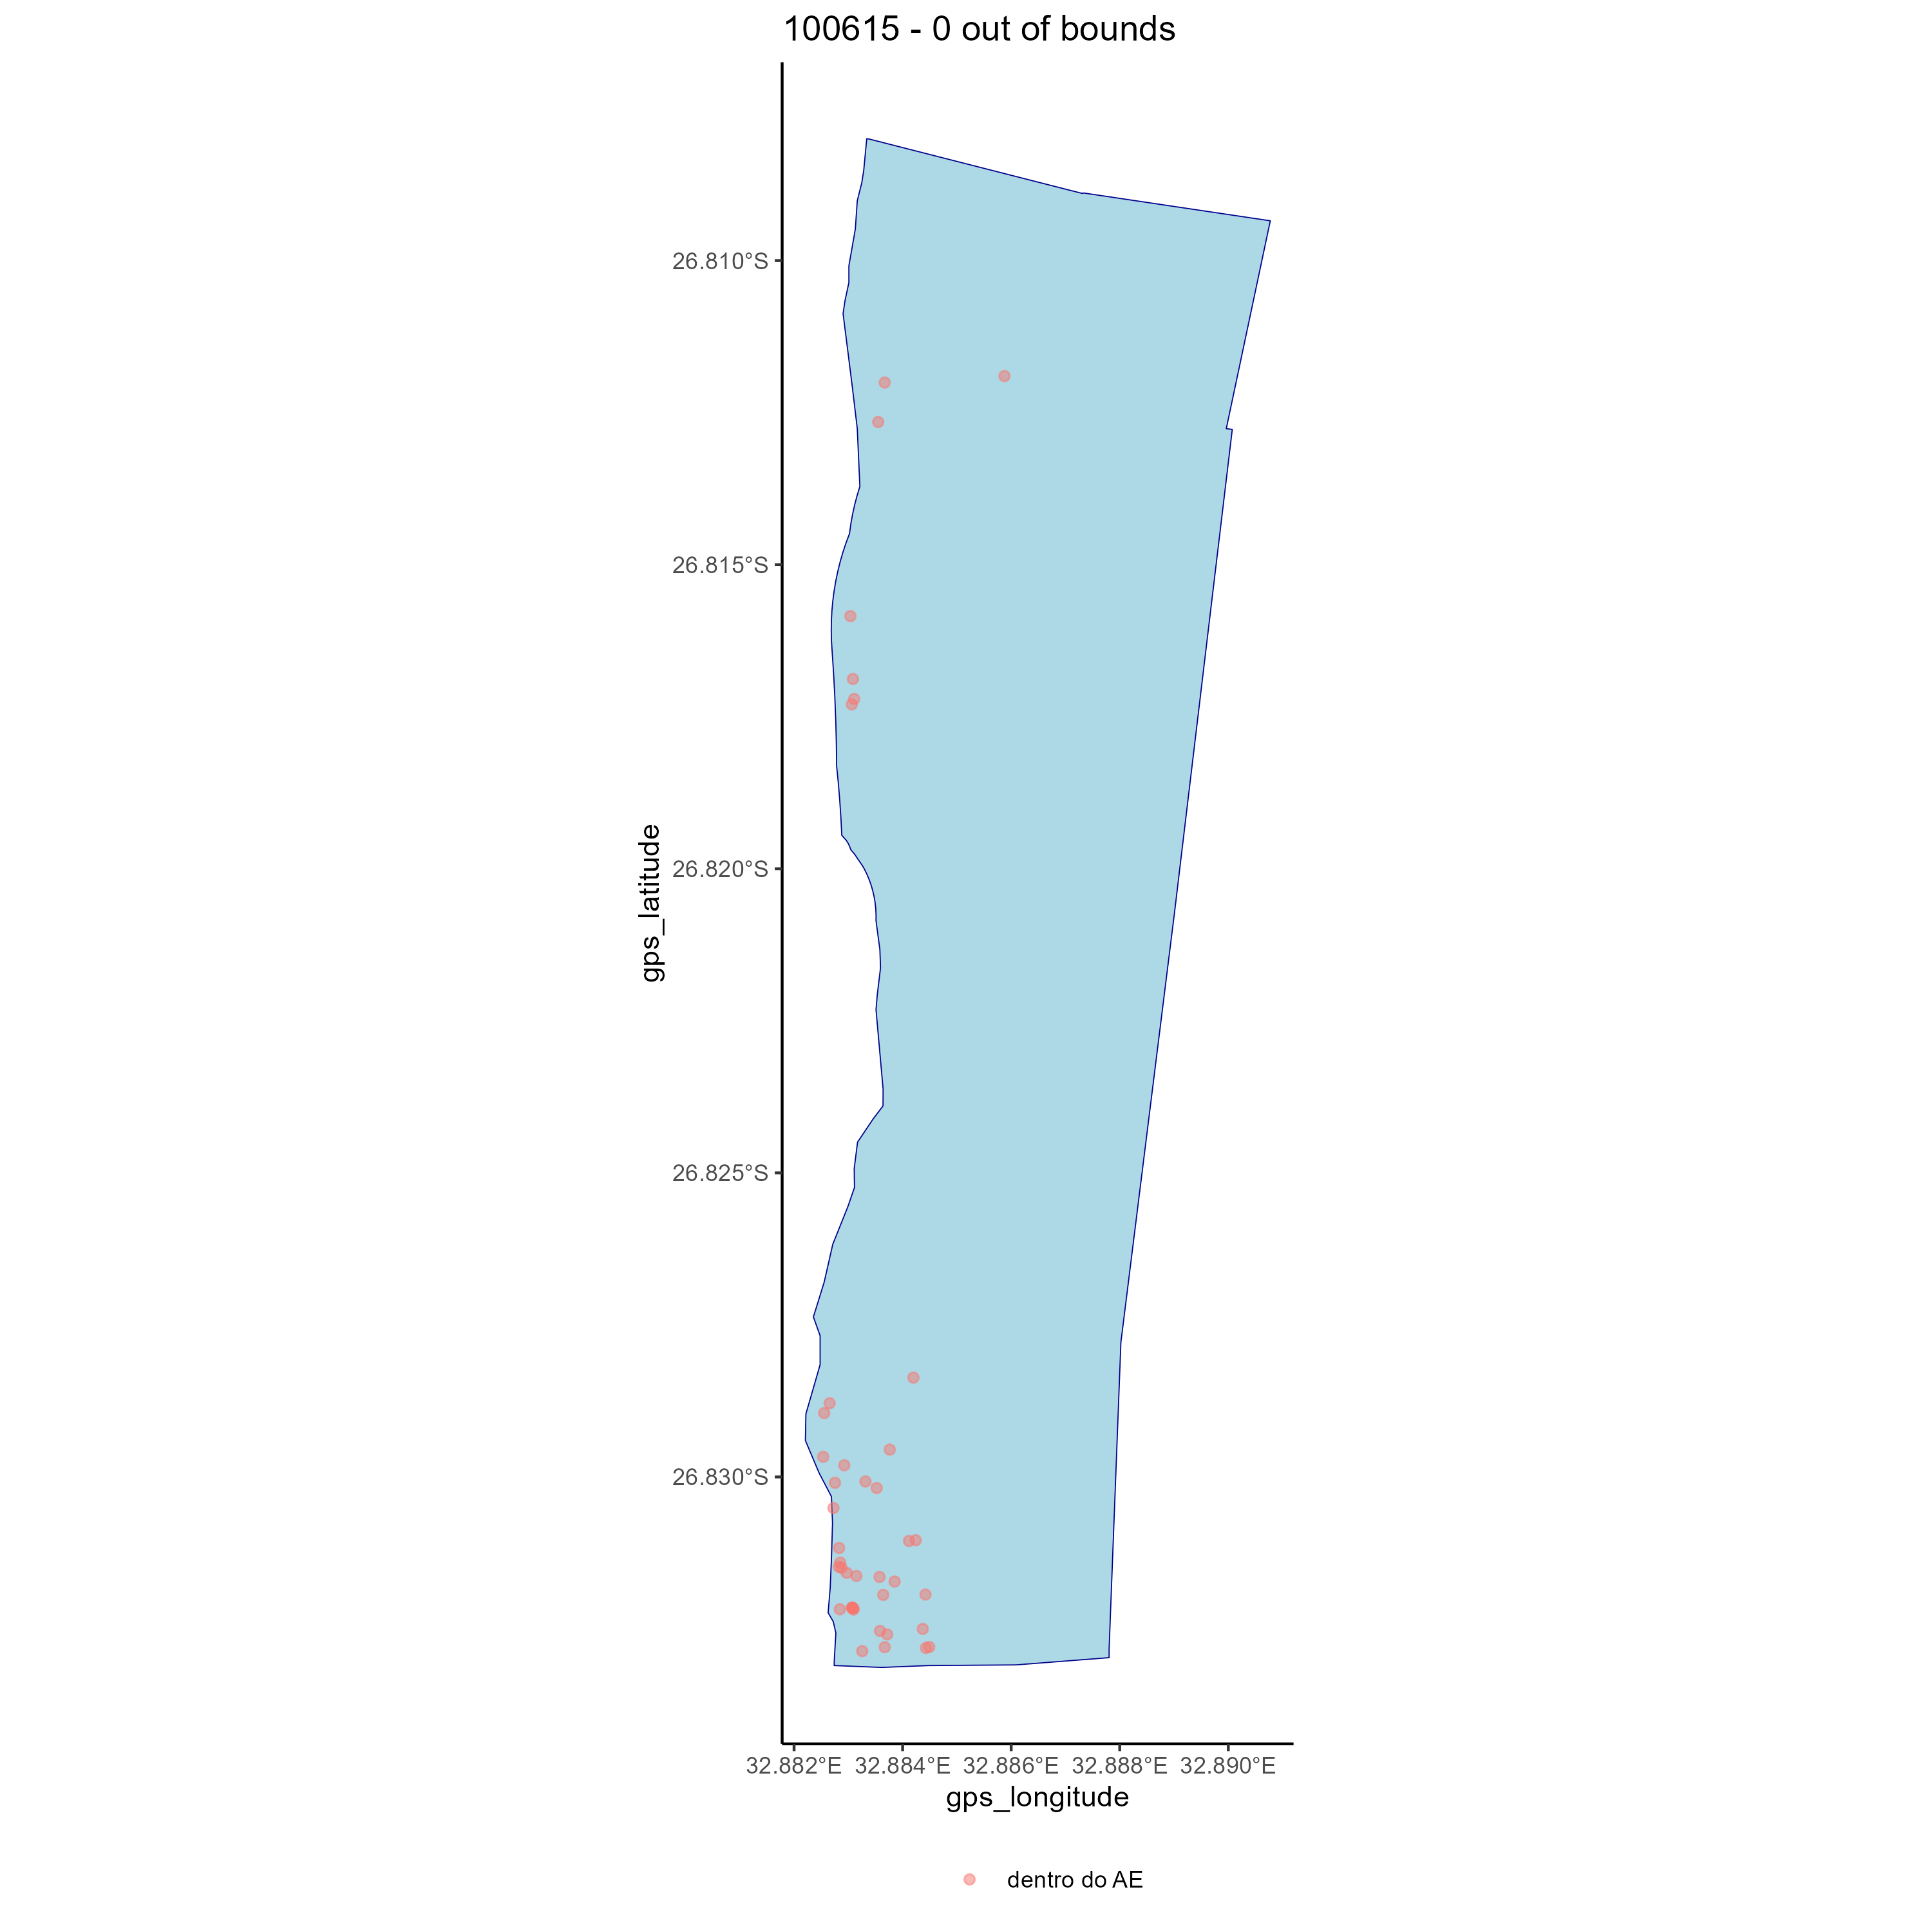 100615 - 0 out of bounds
26.810°S
26.815°S
26.820°S
26.825°S
26.830°S
gps_latitude
32.882°E 32.884°E 32.886°E 32.888°E 32.890°E
gps_longitude
dentro do AE